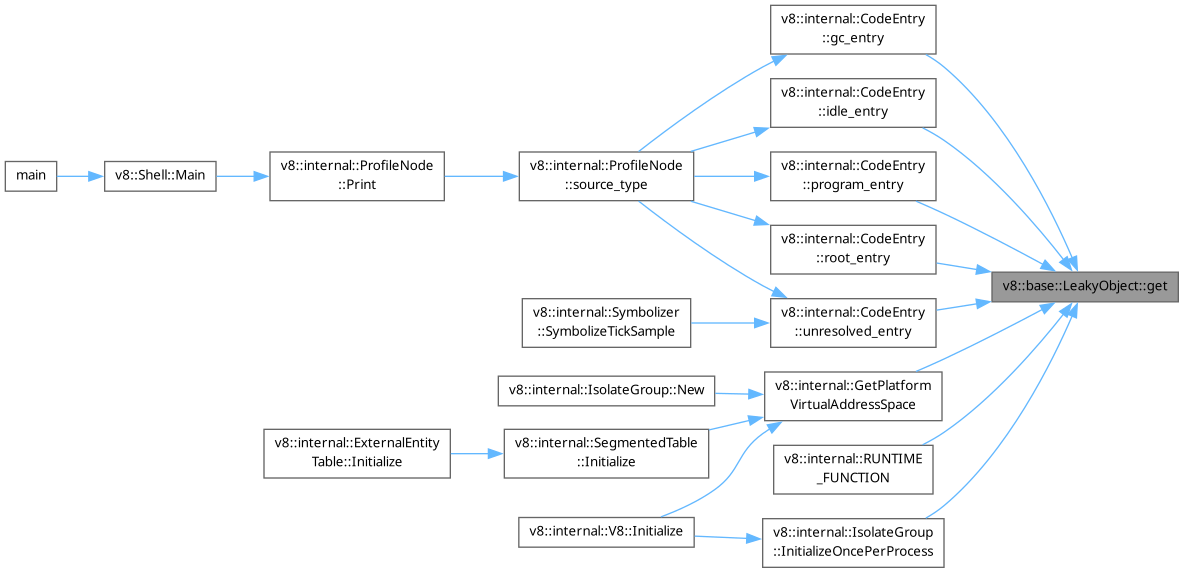 main
v8::Shell::Main
v8::internal::ProfileNode
::Print
v8::internal::ProfileNode
::source_type
v8::internal::CodeEntry
::gc_entry
v8::internal::CodeEntry
::idle_entry
v8::internal::CodeEntry
::program_entry
v8::internal::CodeEntry
::root_entry
v8::internal::CodeEntry
::unresolved_entry
v8::internal::Symbolizer
::SymbolizeTickSample
v8::base::LeakyObject::get
v8::internal::IsolateGroup::New
v8::internal::GetPlatform
VirtualAddressSpace
v8::internal::ExternalEntity
Table::Initialize
v8::internal::SegmentedTable
::Initialize
v8::internal::RUNTIME
_FUNCTION
v8::internal::V8::Initialize
v8::internal::IsolateGroup
::InitializeOncePerProcess